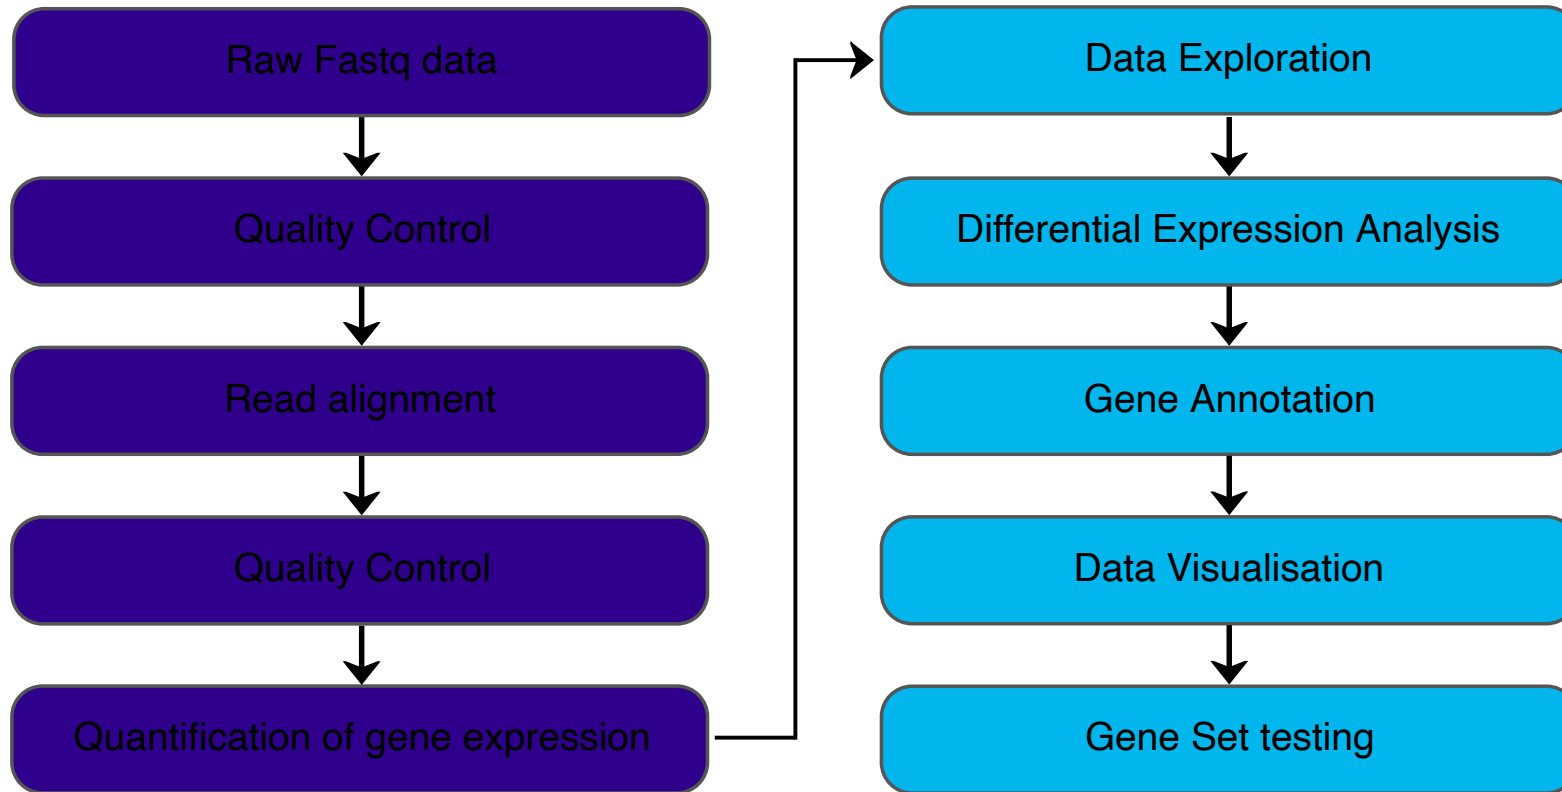 Raw Fastq data
Quality Control
Read alignment
Quality Control
Quantification of gene expression
Data Exploration
Differential Expression Analysis
Gene Annotation
Data Visualisation
Gene Set testing